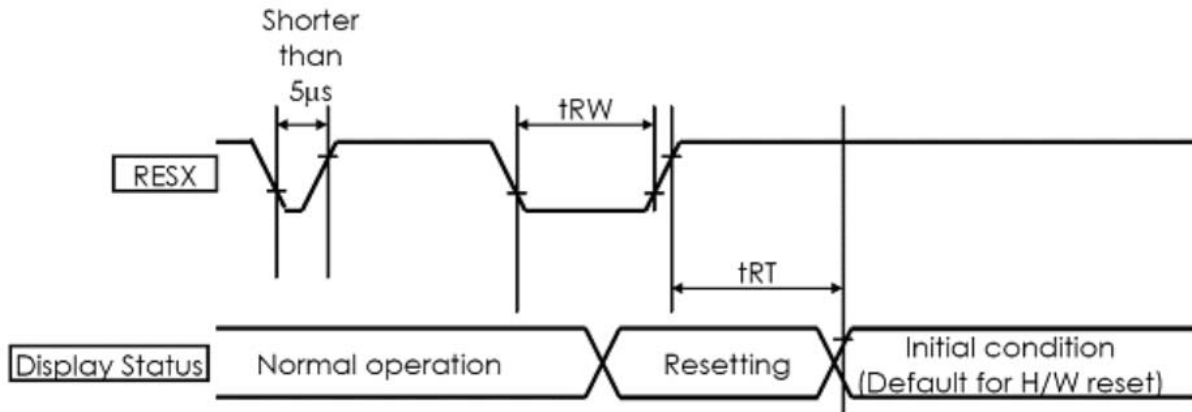 Shorter
than
5µs
tRW
RESX
tRT
Display Status
Normal operation
Resetting
Initial condition
(Default for H/W reset)